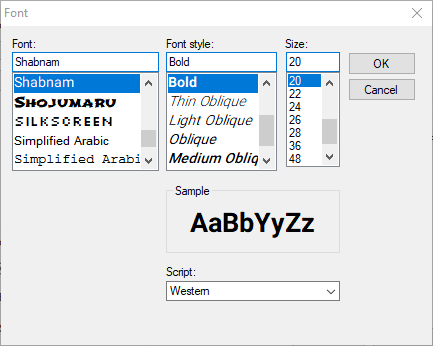 Font
Font:
Shabnam
Shabnam
SHOJUMARU
SILKSCREEN
Simplified Arabic
Simplified Arabi
Font style:
Bold
Bold
Thin Oblique
Light Oblique
Oblique
Medium Obliq
Size:
20
20
22
24
26
28
36
48
OK
Cancel
Sample
AaBbYyZz
Script:
Western